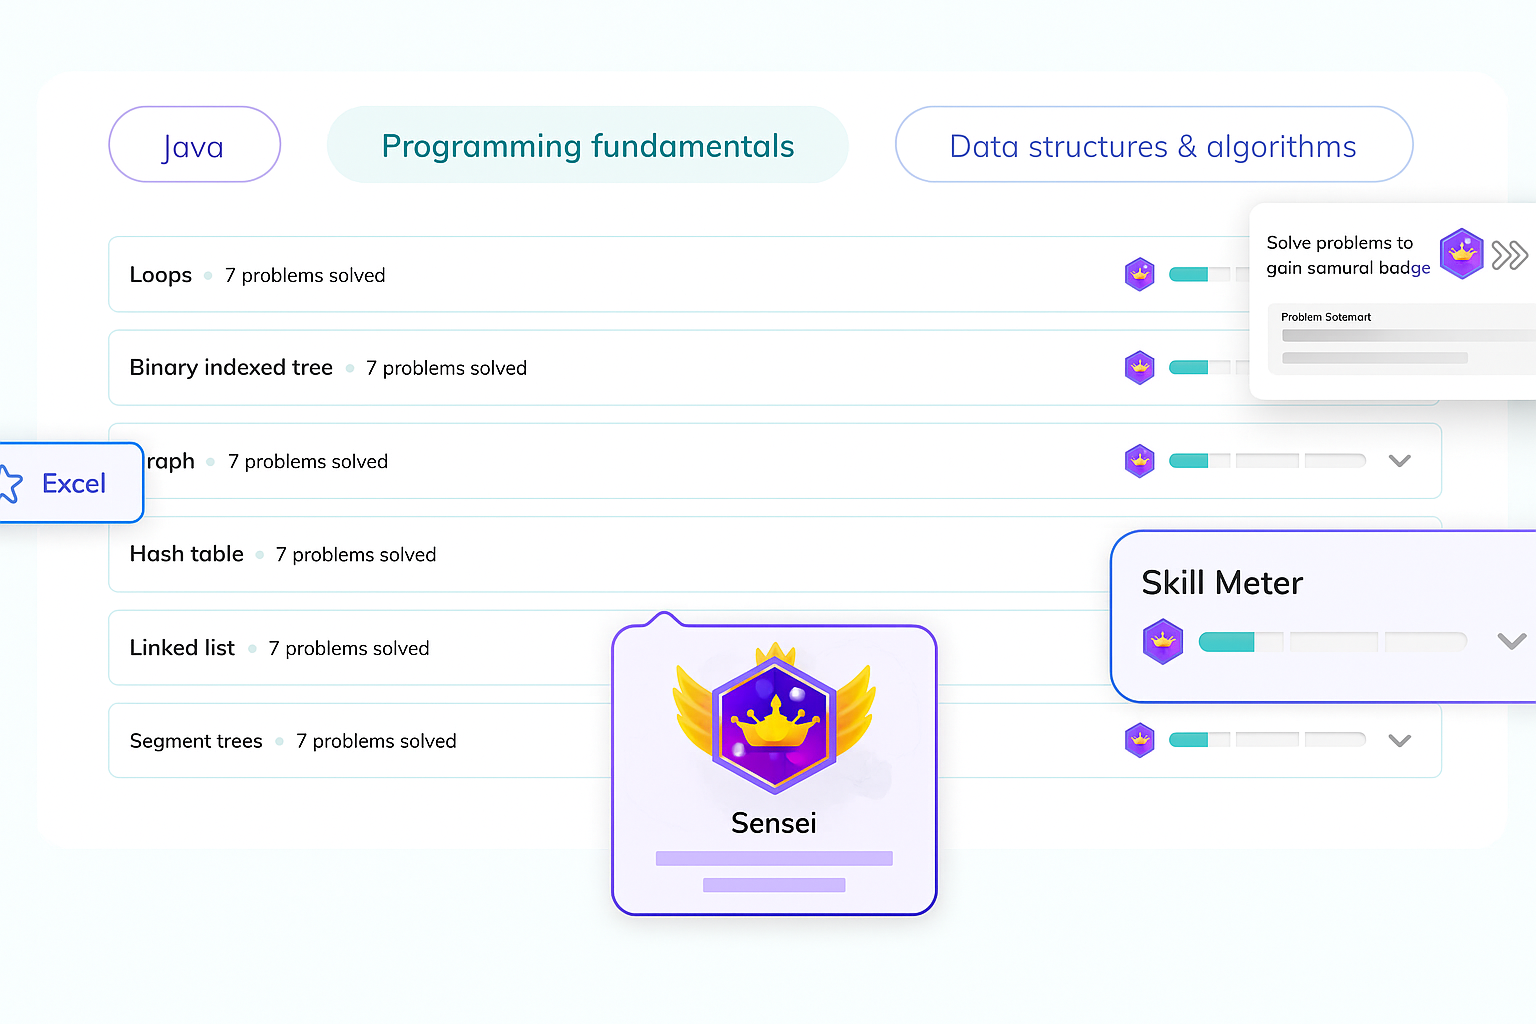 Java
Programming fundamentals
Data structures & algorithms
Loops 7 problems solved
Solve problems to
gain samural badge
Problem Sotemart
Binary indexed tree 7 problems solved
raph 7 problems solved
Excel
Hash table 7 problems solved
Skill Meter
Linked list 7 problems solved
Segment trees 7 problems solved
Sensei